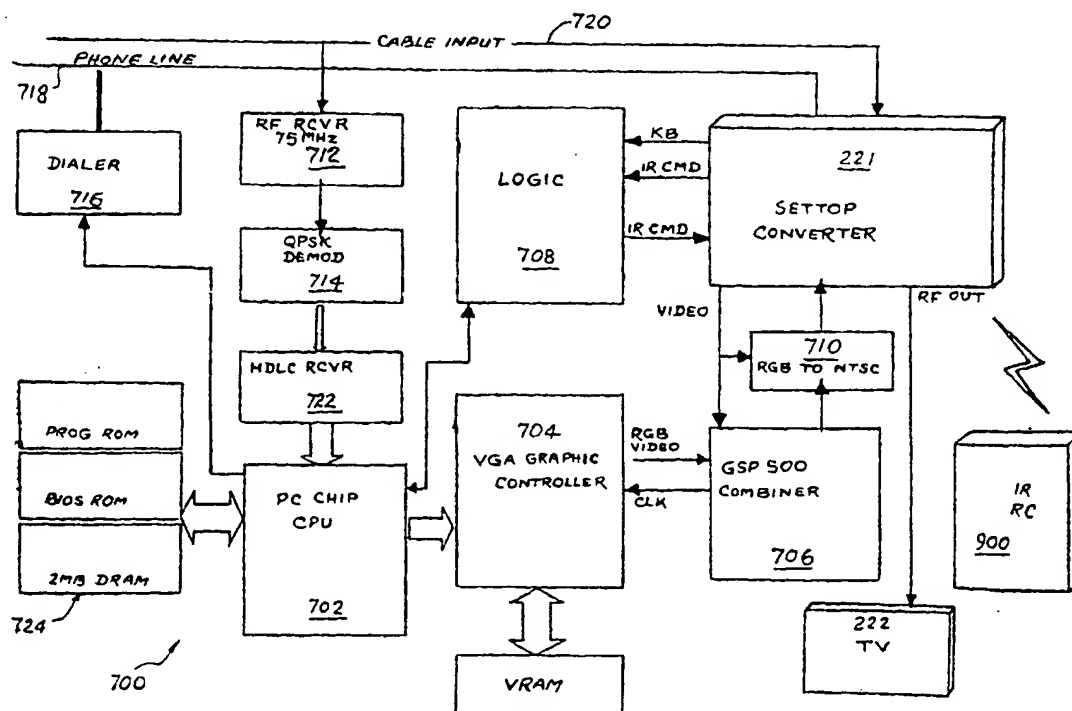 720
CABLE INPUT
PHONE LINE
718
RF RCVR
75 MHz
712
DIALER
716
QPSK
DEMOD
714
HDLC RCVR
722
LOGIC
708
KB
IR CMD
IR CMD
221
SETTOP
CONVERTER
VIDEO
RF OUT
710
RGB TO NTSC
PROG ROM
BIOS ROM
2MB DRAM
724
PC CHIP
CPU
702
704
VGA GRAPHIC
CONTROLLER
RGB
VIDEO
CLK
GSP 500
COMBINER
706
IR
RC
900
222
TV
700
VRAM